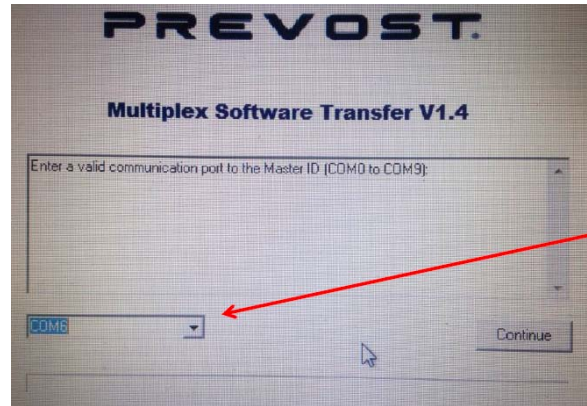 PREVOST
Multiplex Software Transfer V1.4
Enter a valid communication port to the Master ID (COM0 to COM9):
COM6
Continue